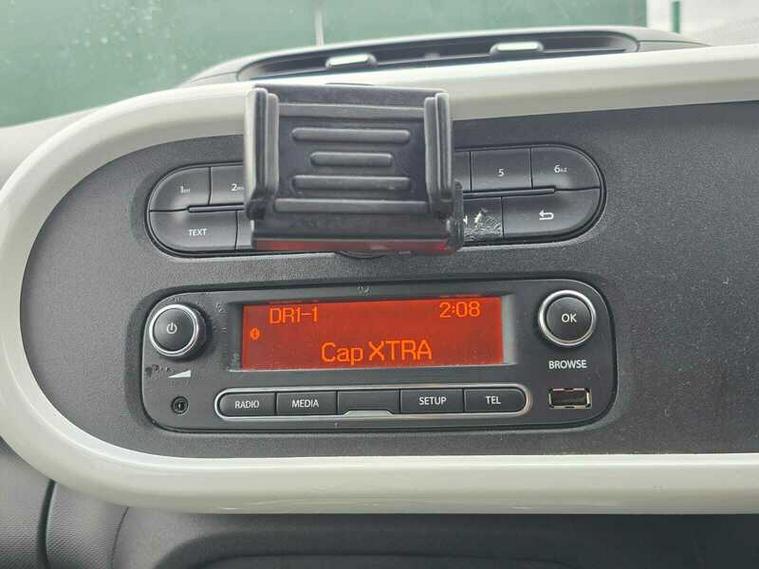 1 2 5 6
TEXT
DR1-1 2:08
Cap XTRA
OK
BROWSE
RADIO MEDIA SETUP TEL